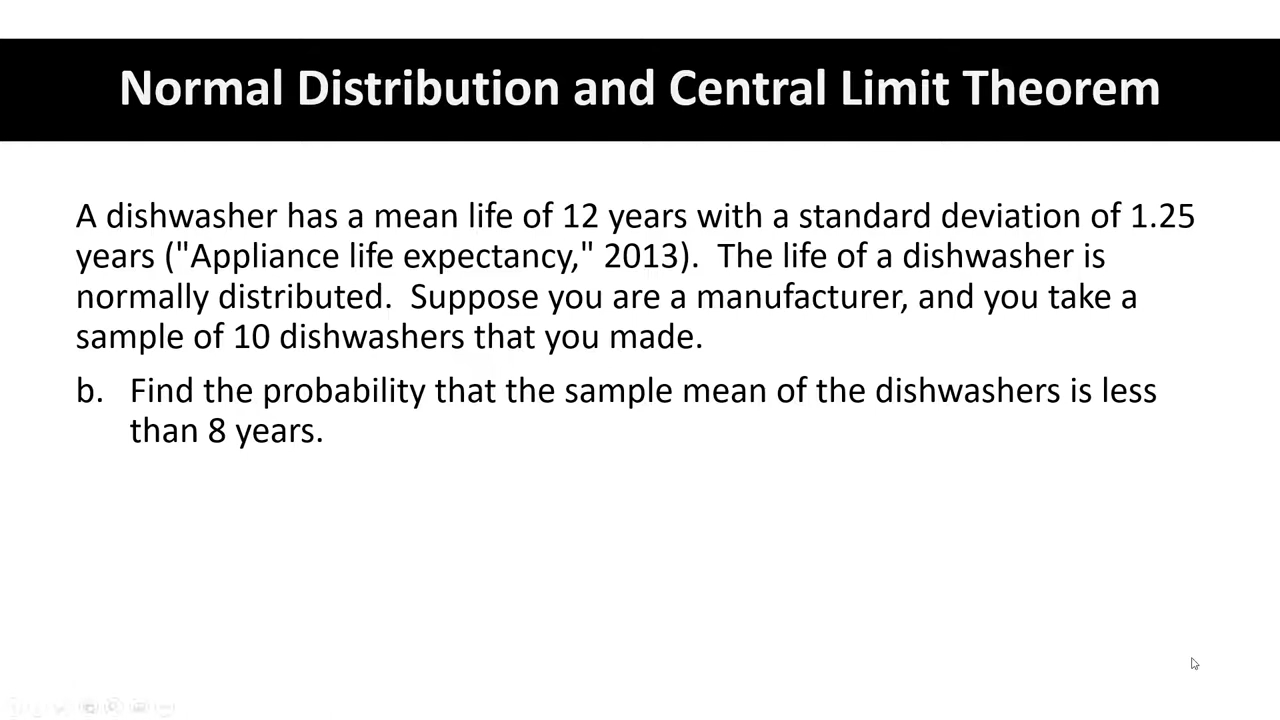 Normal Distribution and Central Limit Theorem
A dishwasher has a mean life of 12 years with a standard deviation of 1.25
years ("Appliance life expectancy," 2013).  The life of a dishwasher is
normally distributed.  Suppose you are a manufacturer, and you take a
sample of 10 dishwashers that you made.
b. Find the probability that the sample mean of the dishwashers is less
than 8 years.